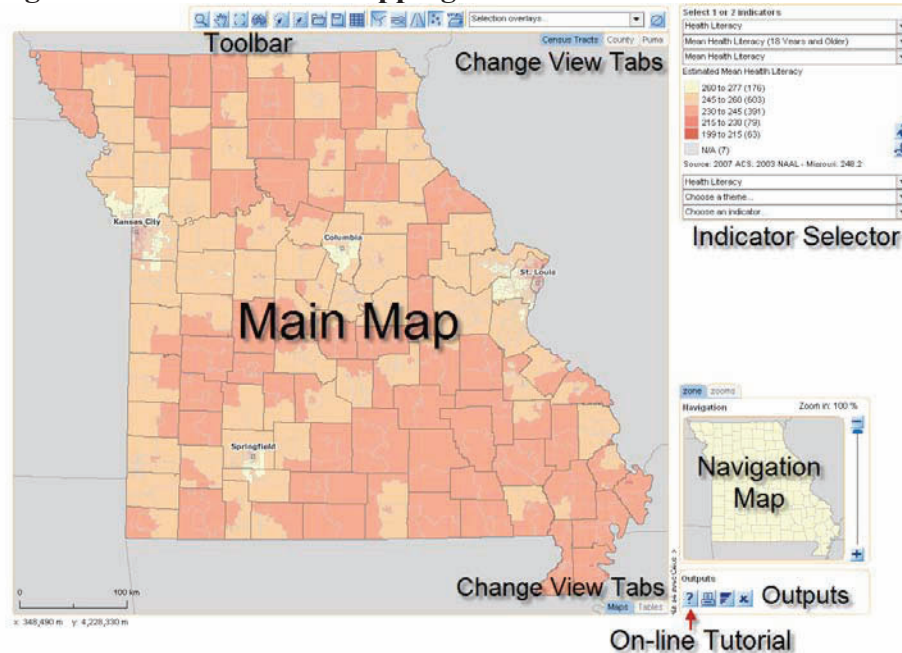 Selection overlays...
Toolbar
Census Tracts County Puma
Change View Tabs
Select 1 or 2 indicators
Health Literacy
Mean Health Literacy (18 Years and Older)
Mean Health Literacy
Estimated Mean Health Literacy
260 to 277 (176)
245 to 260 (603)
230 to 245 (391)
215 to 230 (79)
199 to 215 (63)
N/A (7)
Source: 2007 ACS: 2003 NAAL - Missouri: 248.2
Health Literacy
Choose a theme...
Choose an indicator...
Indicator Selector
Kansas City
Columbia
St. Louis
Main Map
Springfield
zone zooms
Navigation Zoom in: 100 %
Navigation
Map
Change View Tabs
Maps Tables
0 100 km
x: 348,490 m y: 4,228,330 m
Outputs
? Outputs
On-line Tutorial